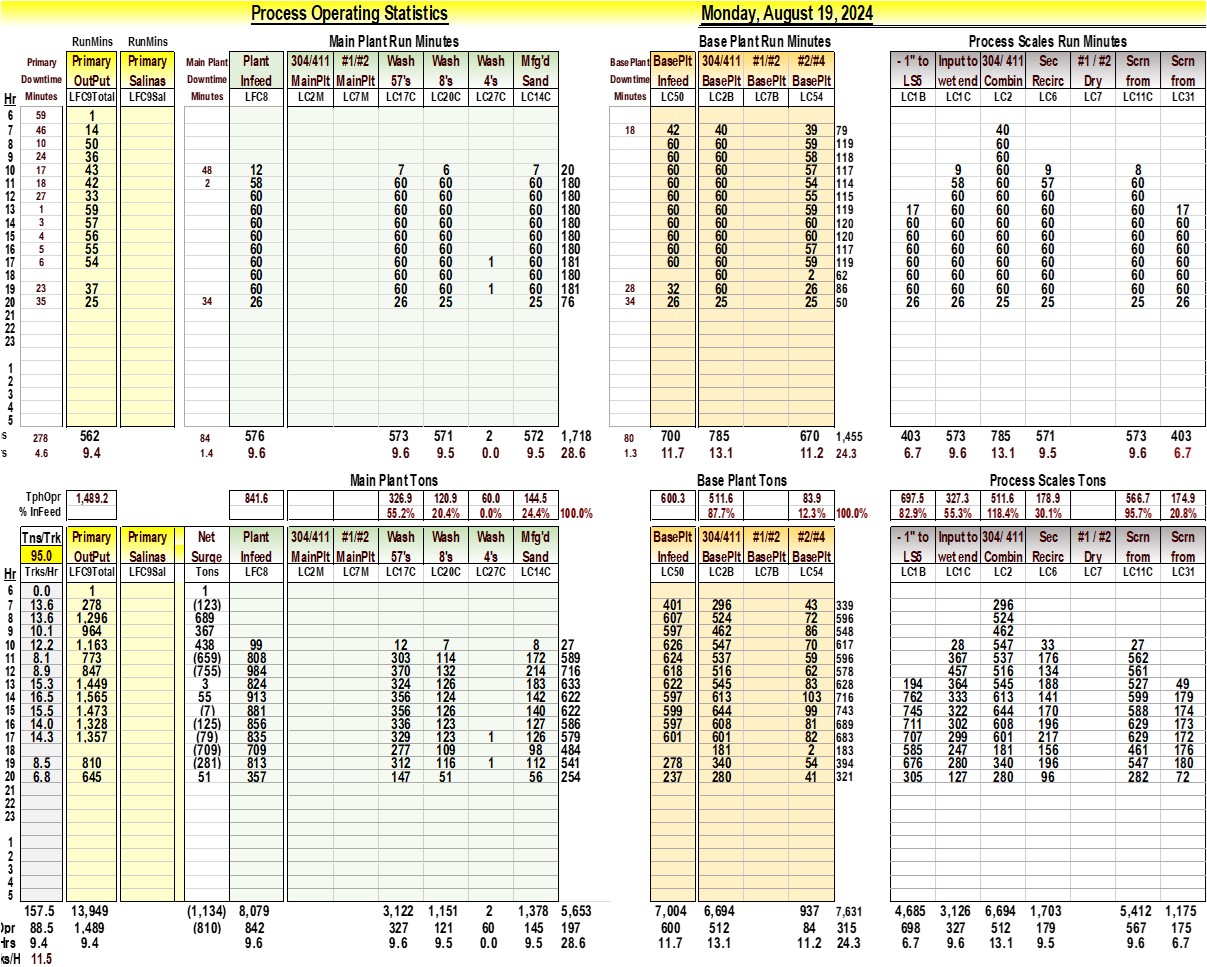 Process Operating Statistics Monday, August 19, 2024
RunMins RunMins Main Plant Run Minutes Base Plant Run Minutes Process Scales Run Minutes
Primary Primary Primary Main Plant Plant 304/411 #1/#2 Wash Wash Wash Mfg'd BasePlant BasePlt 304/411 #1/#2 #2/#4 - 1" to Input to 304/ 411 Sec #1 / #2 Scrn Scrn
Downtime OutPut Salinas Downtime Infeed MainPlt MainPlt 57's 8's 4's Sand Downtime Infeed BasePlt BasePlt BasePlt LS5 wet end Combin Recirc Dry from from
Hr Minutes LFC9Total LFC9Sal Minutes LFC8 LC2M LC7M LC17C LC20C LC27C LC14C Minutes LC50 LC2B LC7B LC54 LC1B LC1C LC2 LC6 LC7 LC11C LC31
6 59 1
7 46 14 18 42 40 39 79 40
8 10 50 60 60 59 119 60
9 24 36 60 60 58 118 60
10 17 43 48 12 7 6 7 20 60 60 57 117 9 60 9 8
11 18 42 2 58 60 60 60 180 60 60 54 114 58 60 57 60
12 27 33 60 60 60 60 180 60 60 55 115 60 60 60 60
13 1 59 60 60 60 60 180 60 60 59 119 17 60 60 60 60 17
14 3 57 60 60 60 60 180 60 60 60 120 60 60 60 60 60 60
15 4 56 60 60 60 60 180 60 60 60 120 60 60 60 60 60 60
16 5 55 60 60 60 60 180 60 60 57 117 60 60 60 60 60 60
17 6 54 60 60 60 1 60 181 60 60 59 119 60 60 60 60 60 60
18 60 60 60 60 180 60 2 62 60 60 60 60 60 60
19 23 37 60 60 60 1 60 181 28 32 60 26 86 60 60 60 60 60 60
20 35 25 34 26 26 25 25 76 34 26 25 25 50 26 26 25 25 26 26
21
22
23
1
2
3
4
5
s 278 562 84 576 573 571 2 572 1,718 80 700 785 670 1,455 403 573 785 571 573 403
s 4.6 9.4 1.4 9.6 9.6 9.5 0.0 9.5 28.6 1.3 11.7 13.1 11.2 24.3 6.7 9.6 13.1 9.5 9.6 6.7
Main Plant Tons Base Plant Tons Process Scales Tons
TphOpr 1,489.2 841.6 326.9 120.9 60.0 144.5 600.3 511.6 83.9 697.5 327.3 511.6 178.9 566.7 174.9
% InFeed 55.2% 20.4% 0.0% 24.4% 100.0% 87.7% 12.3% 100.0% 82.9% 55.3% 118.4% 30.1% 95.7% 20.8%
Tns/Trk Primary Primary Net Plant 304/411 #1/#2 Wash Wash Wash Mfg'd BasePlt 304/411 #1/#2 #2/#4 - 1" to Input to 304/ 411 Sec #1 / #2 Scrn Scrn
95.0 OutPut Salinas Surge Infeed MainPlt MainPlt 57's 8's 4's Sand Infeed BasePlt BasePlt BasePlt LS5 wet end Combin Recirc Dry from from
Hr Trks/Hr LFC9Total LFC9Sal Tons LFC8 LC2M LC7M LC17C LC20C LC27C LC14C LC50 LC2B LC7B LC54 LC1B LC1C LC2 LC6 LC7 LC11C LC31
6 0.0 1 1
7 13.6 278 (123) 401 296 43 339 296
8 13.6 1,296 689 607 524 72 596 524
9 10.1 964 367 597 462 86 548 462
10 12.2 1,163 438 99 12 7 8 27 626 547 70 617 28 547 33 27
11 8.1 773 (659) 808 303 114 172 589 624 537 59 596 367 537 176 562
12 8.9 847 (755) 984 370 132 214 716 618 516 62 578 457 516 134 561
13 15.3 1,449 3 824 324 126 183 633 622 545 83 628 194 364 545 188 527 49
14 16.5 1,565 55 913 356 124 142 622 597 613 103 716 762 333 613 141 599 179
15 15.5 1,473 (7) 881 356 126 140 622 599 644 99 743 745 322 644 170 588 174
16 14.0 1,328 (125) 856 336 123 127 586 597 608 81 689 711 302 608 196 629 173
17 14.3 1,357 (79) 835 329 123 1 126 579 601 601 82 683 707 299 601 217 629 172
18 (709) 709 277 109 98 484 181 2 183 585 247 181 156 461 176
19 8.5 810 (281) 813 312 116 1 112 541 278 340 54 394 676 280 340 196 547 180
20 6.8 645 51 357 147 51 56 254 237 280 41 321 305 127 280 96 282 72
21
22
23
1
2
3
4
5
157.5 13,949 (1,134) 8,079 3,122 1,151 2 1,378 5,653 7,004 6,694 937 7,631 4,685 3,126 6,694 1,703 5,412 1,175
Opr 88.5 1,489 (810) 842 327 121 60 145 197 600 512 84 315 698 327 512 179 567 175
Hrs 9.4 9.4 9.6 9.6 9.5 0.0 9.5 28.6 11.7 13.1 11.2 24.3 6.7 9.6 13.1 9.5 9.6 6.7
ks/H 11.5